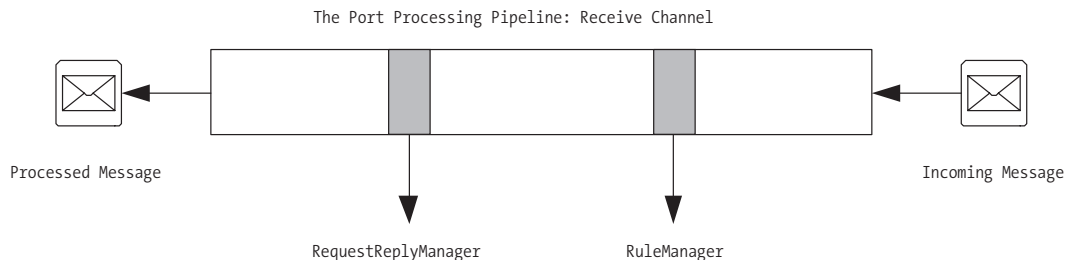 The Port Processing Pipeline: Receive Channel
Processed Message
Incoming Message
RequestReplyManager
RuleManager